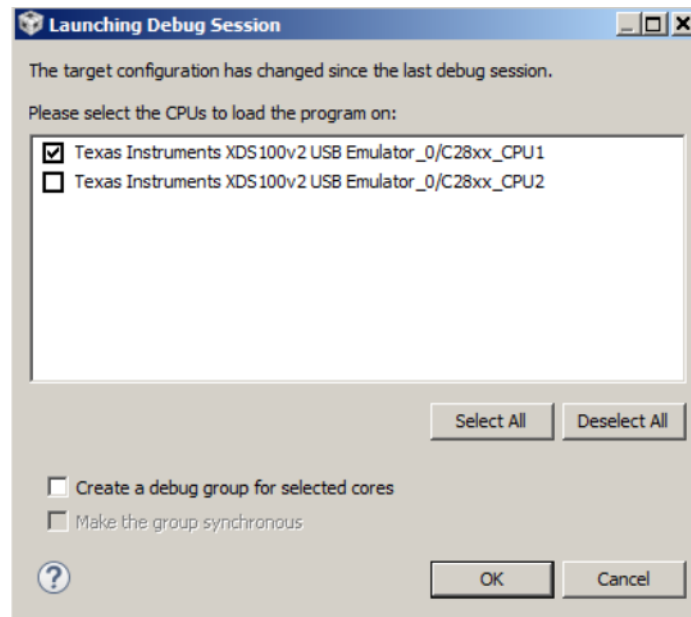 Launching Debug Session
The target configuration has changed since the last debug session.
Please select the CPUs to load the program on:
Texas Instruments XDS100v2 USB Emulator_0/C28xx_CPU1
Texas Instruments XDS100v2 USB Emulator_0/C28xx_CPU2
Select All
Deselect All
Create a debug group for selected cores
Make the group synchronous
?
OK
Cancel